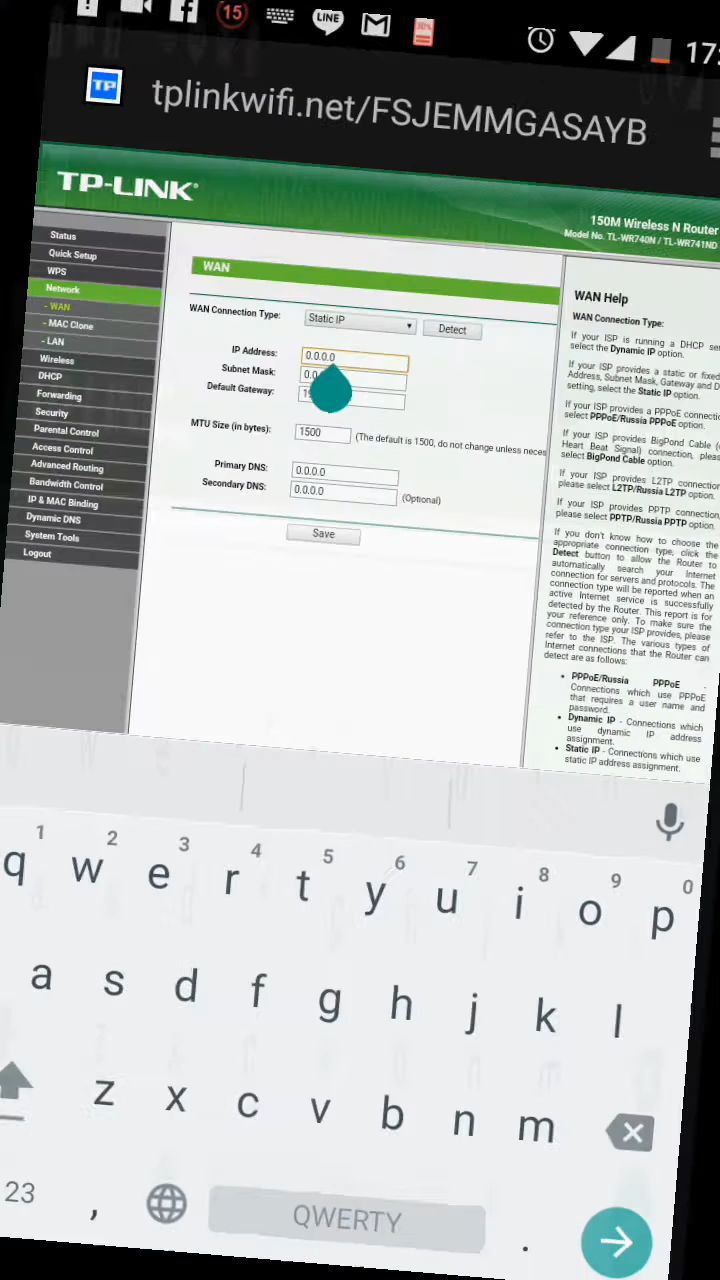 15 LINE 17:
TP tplinkwifi.net/FSJEMMGASAYB
TP-LINK
150M Wireless N Router
Model No. TL-WR740N / TL-WR741ND
Status
Quick Setup
WPS
Network
- WAN
- MAC Clone
- LAN
Wireless
DHCP
Forwarding
Security
Parental Control
Access Control
Advanced Routing
Bandwidth Control
IP & MAC Binding
Dynamic DNS
System Tools
Logout
WAN
WAN Connection Type: Static IP Detect
IP Address: 0.0.0.0
Subnet Mask: 0.0
Default Gateway: 19
MTU Size (in bytes): 1500 (The default is 1500, do not change unless neces
Primary DNS: 0.0.0.0
Secondary DNS: 0.0.0.0 (Optional)
Save
WAN Help
WAN Connection Type:
If your ISP is running a DHCP se
select the Dynamic IP option.
If your ISP provides a static or fixed
Address, Subnet Mask, Gateway and D
setting, select the Static IP option.
If your ISP provides a PPPoE connectio
select PPPoE/Russia PPPoE option.
If your ISP provides BigPond Cable (o
Heart Beat Signal) connection, pleas
select BigPond Cable option.
If your ISP provides L2TP connectio
please select L2TP/Russia L2TP option.
If your ISP provides PPTP connection,
please select PPTP/Russia PPTP option.
If you don't know how to choose the
appropriate connection type, click the
Detect button to allow the Router to
automatically search your Internet
connection for servers and protocols. The
connection type will be reported when an
active Internet service is successfully
detected by the Router. This report is for
your reference only. To make sure the
connection type your ISP provides, please
refer to the ISP. The various types of
Internet connections that the Router can
detect are as follows:
• PPPoE/Russia PPPoE -
Connections which use PPPoE
that requires a user name and
password.
• Dynamic IP - Connections which
use dynamic IP address
assignment.
• Static IP - Connections which use
static IP address assignment.
1 2 3 4 5 6 7 8 9 0
q w e r t y u i o p
a s d f g h j k l
z x c v b n m
23 , QWERTY .